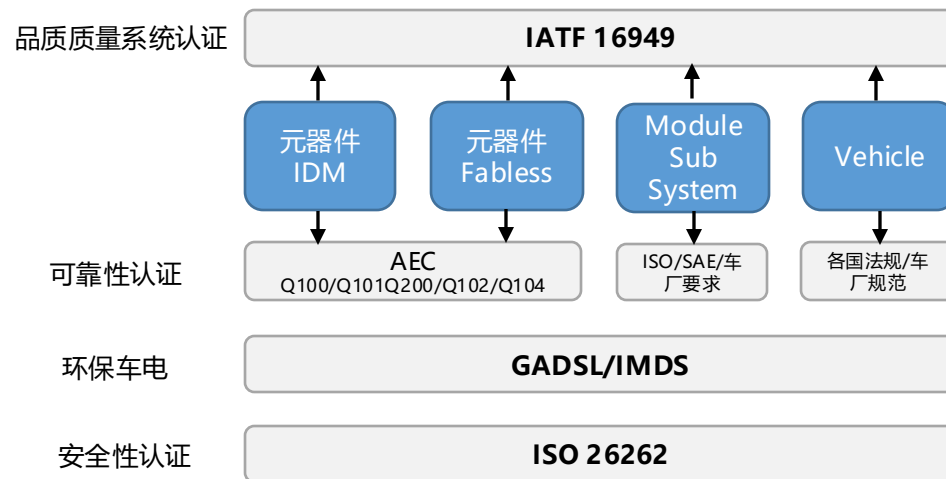 品质质量系统认证
IATF 16949
元器件
IDM
元器件
Fabless
Module
Sub
System
Vehicle
可靠性认证
AEC
Q100/Q101Q200/Q102/Q104
ISO/SAE/车
厂要求
各国法规/车
厂规范
环保车电
GADSL/IMDS
安全性认证
ISO 26262